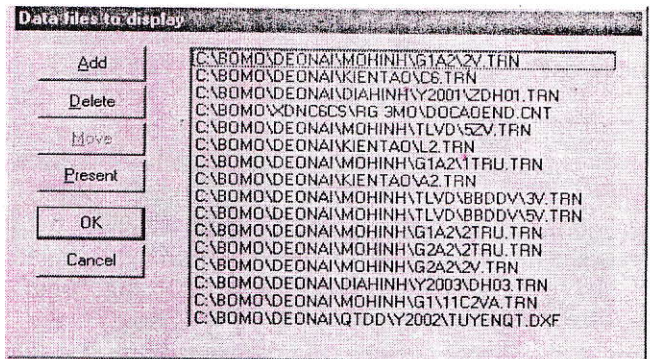 Data files to display
Add
Delete
Move
Present
OK
Cancel
C:\BOMO\DEONAI\MOHINH\G1A2\2V.TRN
C:\BOMO\DEONAI\KIENTAO\C6.TRN
C:\BOMO\DEONAI\DIAHINH\Y2001\ZDH01.TRN
C:\BOMO\XDNC6CS\RG 3MO\DOCAOEND.CNT
C:\BOMO\DEONAI\MOHINH\TLVD\5ZV.TRN
C:\BOMO\DEONAI\KIENTAO\L2.TRN
C:\BOMO\DEONAI\MOHINH\G1A2\1TRU.TRN
C:\BOMO\DEONAI\KIENTAO\A2.TRN
C:\BOMO\DEONAI\MOHINH\TLVD\BBDDV\3V.TRN
C:\BOMO\DEONAI\MOHINH\TLVD\BBDDV\5V.TRN
C:\BOMO\DEONAI\MOHINH\G1A2\2TRU.TRN
C:\BOMO\DEONAI\MOHINH\G2A2\2TRU.TRN
C:\BOMO\DEONAI\MOHINH\G2A2\2V.TRN
C:\BOMO\DEONAI\DIAHINH\Y2003\DH03.TRN
C:\BOMO\DEONAI\MOHINH\G1\11C2VA.TRN
C:\BOMO\DEONAI\QTDD\Y2002\TUYENQT.DXF